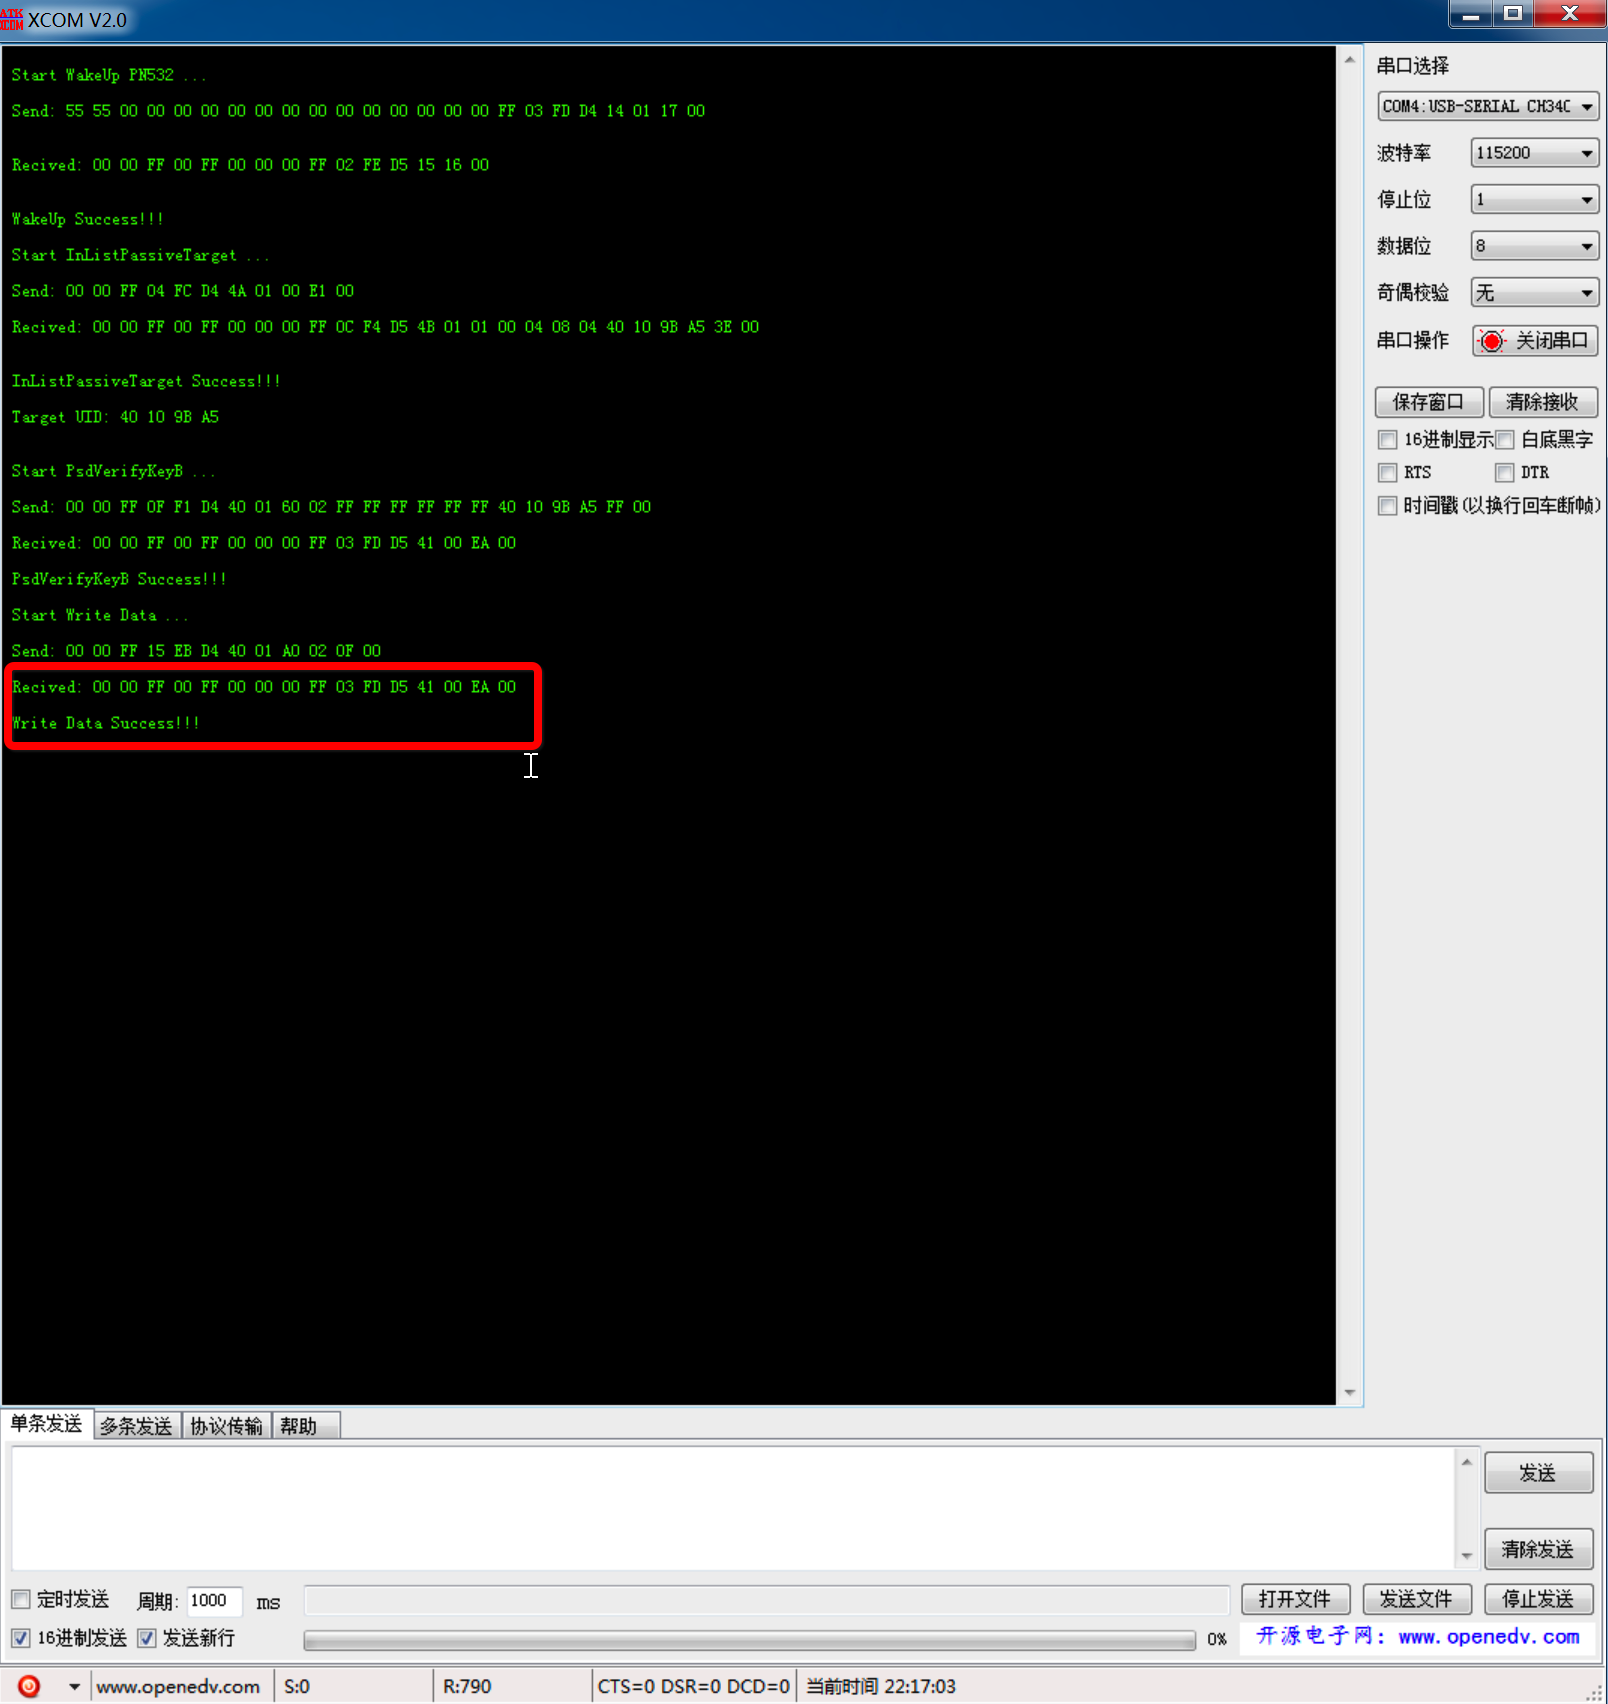 ATK XCOM XCOM V2.0
Start WakeUp PN532 ...
Send: 55 55 00 00 00 00 00 00 00 00 00 00 00 00 00 00 FF 03 FD D4 14 01 17 00
Recived: 00 00 FF 00 FF 00 00 00 FF 02 FE D5 15 16 00
WakeUp Success!!!
Start InListPassiveTarget ...
Send: 00 00 FF 04 FC D4 4A 01 00 E1 00
Recived: 00 00 FF 00 FF 00 00 00 FF 0C F4 D5 4B 01 01 00 04 08 04 40 10 9B A5 3E 00
InListPassiveTarget Success!!!
Target UID: 40 10 9B A5
Start PsdVerifyKeyB ...
Send: 00 00 FF 0F F1 D4 40 01 60 02 FF FF FF FF FF FF 40 10 9B A5 FF 00
Recived: 00 00 FF 00 FF 00 00 00 FF 03 FD D5 41 00 EA 00
PsdVerifyKeyB Success!!!
Start Write Data ...
Send: 00 00 FF 15 EB D4 40 01 A0 02 0F 00
Recived: 00 00 FF 00 FF 00 00 00 FF 03 FD D5 41 00 EA 00
Write Data Success!!!
串口选择
COM4:USB-SERIAL CH34C
波特率 115200
停止位 1
数据位 8
奇偶校验 无
串口操作 关闭串口
保存窗口 清除接收
16进制显示 白底黑字
RTS DTR
时间戳(以换行回车断帧)
单条发送 多条发送 协议传输 帮助
发送
清除发送
定时发送 周期: 1000 ms 打开文件 发送文件 停止发送
16进制发送 发送新行 0% 开源电子网: www.openedv.com
www.openedv.com S:0 R:790 CTS=0 DSR=0 DCD=0 当前时间 22:17:03